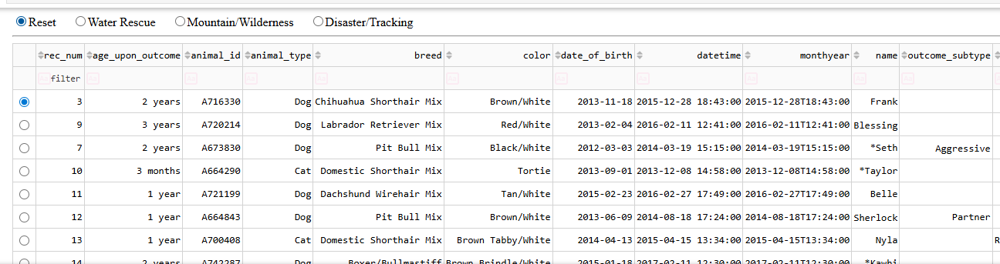 Reset Water Rescue Mountain/Wilderness Disaster/Tracking
rec_num age_upon_outcome animal_id animal_type breed color date_of_birth datetime monthyear name outcome_subtype
Aa filter Aa Aa Aa Aa Aa Aa Aa Aa Aa Aa
3 2 years A716330 Dog Chihuahua Shorthair Mix Brown/White 2013-11-18 2015-12-28 18:43:00 2015-12-28T18:43:00 Frank
9 3 years A720214 Dog Labrador Retriever Mix Red/White 2013-02-04 2016-02-11 12:41:00 2016-02-11T12:41:00 Blessing
7 2 years A673830 Dog Pit Bull Mix Black/White 2012-03-03 2014-03-19 15:15:00 2014-03-19T15:15:00 *Seth Aggressive
10 3 months A664290 Cat Domestic Shorthair Mix Tortie 2013-09-01 2013-12-08 14:58:00 2013-12-08T14:58:00 *Taylor
11 1 year A721199 Dog Dachshund Wirehair Mix Tan/White 2015-02-23 2016-02-27 17:49:00 2016-02-27T17:49:00 Belle
12 1 year A664843 Dog Pit Bull Mix Brown/White 2013-06-09 2014-08-18 17:24:00 2014-08-18T17:24:00 Sherlock Partner
13 1 year A700408 Cat Domestic Shorthair Mix Brown Tabby/White 2014-04-13 2015-04-15 13:34:00 2015-04-15T13:34:00 Nyla R
14 2 years A742287 Dog Boxer/Bullmastiff Brown Brindle/White 2015-01-18 2017-02-11 12:30:00 2017-02-11T12:30:00 *Kawhi